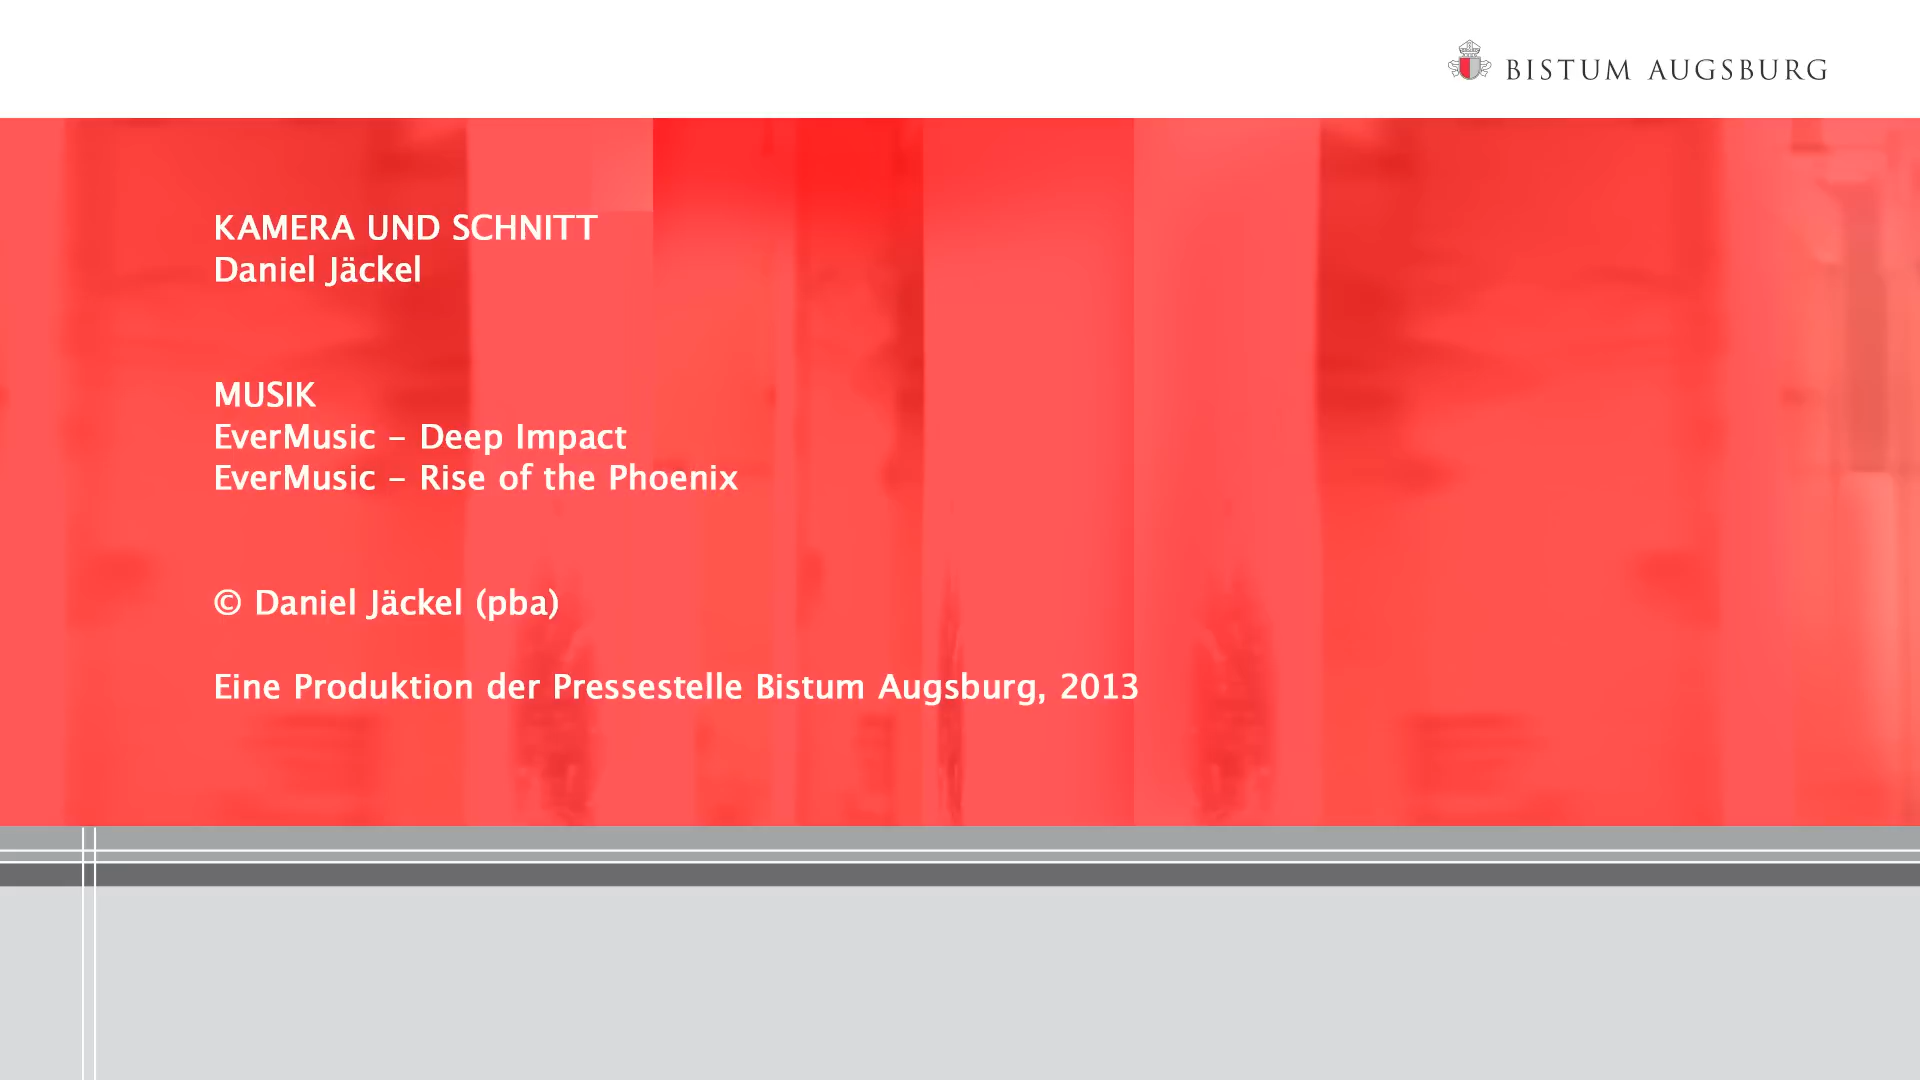 BISTUM AUGSBURG
KAMERA UND SCHNITT
Daniel Jäckel
MUSIK
EverMusic – Deep Impact
EverMusic – Rise of the Phoenix
© Daniel Jäckel (pba)
Eine Produktion der Pressestelle Bistum Augsburg, 2013